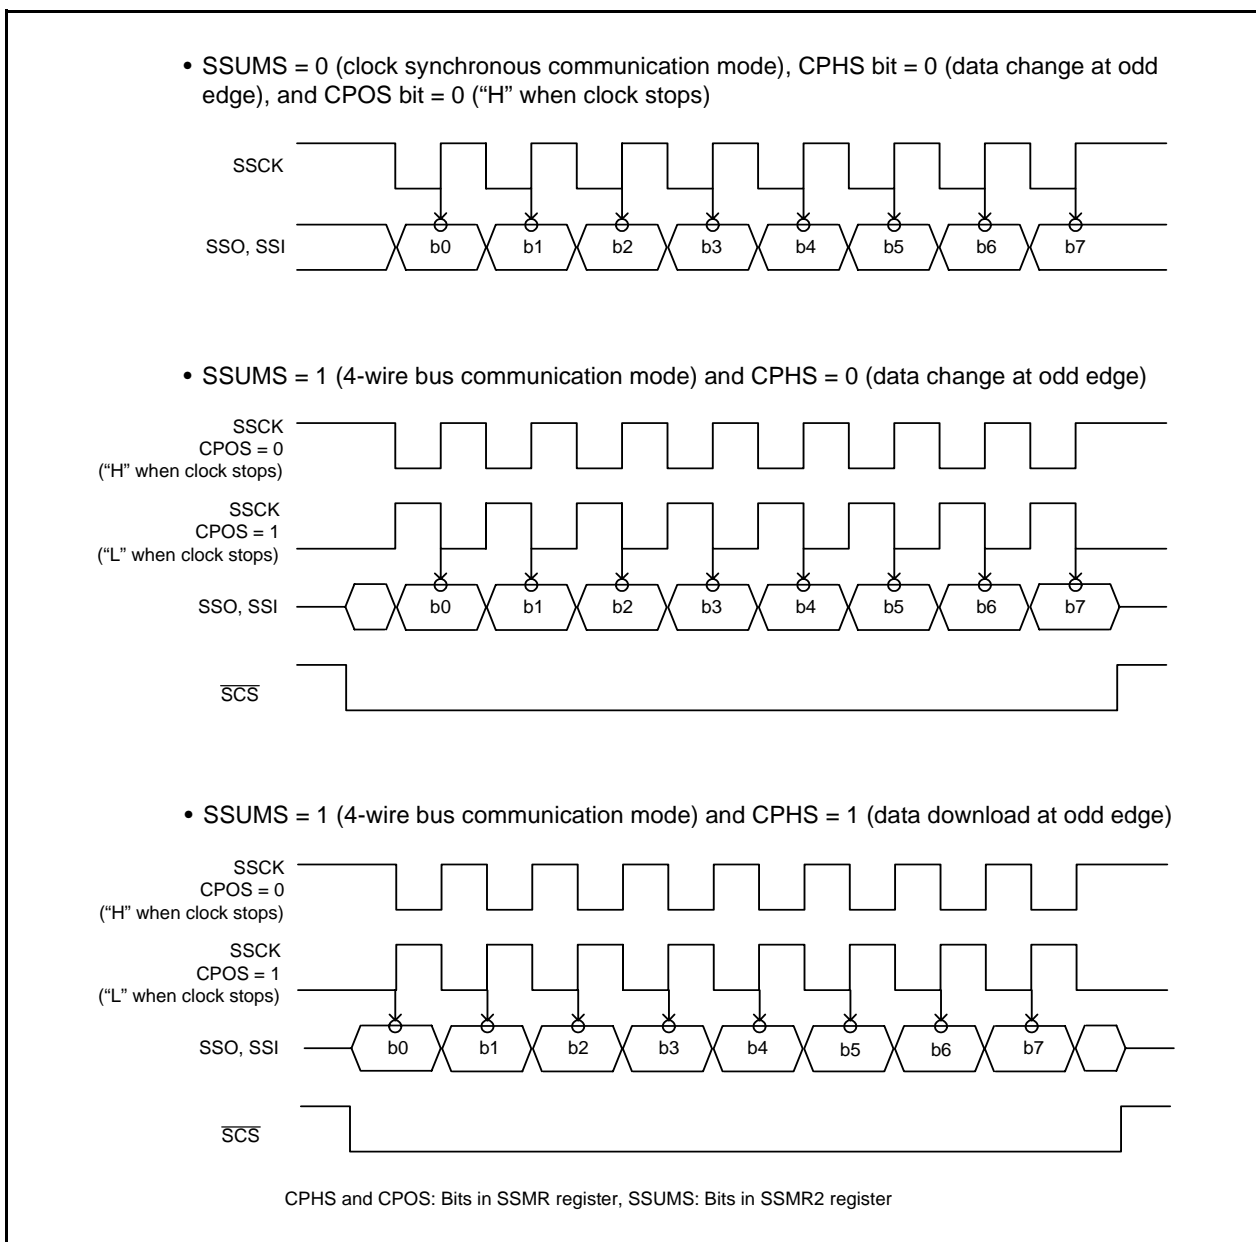 • SSUMS = 0 (clock synchronous communication mode), CPHS bit = 0 (data change at odd
edge), and CPOS bit = 0 (“H” when clock stops)
SSCK
SSO, SSI
b0 b1 b2 b3 b4 b5 b6 b7
• SSUMS = 1 (4-wire bus communication mode) and CPHS = 0 (data change at odd edge)
SSCK
CPOS = 0
(“H” when clock stops)
SSCK
CPOS = 1
(“L” when clock stops)
SSO, SSI
b0 b1 b2 b3 b4 b5 b6 b7
SCS
• SSUMS = 1 (4-wire bus communication mode) and CPHS = 1 (data download at odd edge)
SSCK
CPOS = 0
(“H” when clock stops)
SSCK
CPOS = 1
(“L” when clock stops)
SSO, SSI
b0 b1 b2 b3 b4 b5 b6 b7
SCS
CPHS and CPOS: Bits in SSMR register, SSUMS: Bits in SSMR2 register